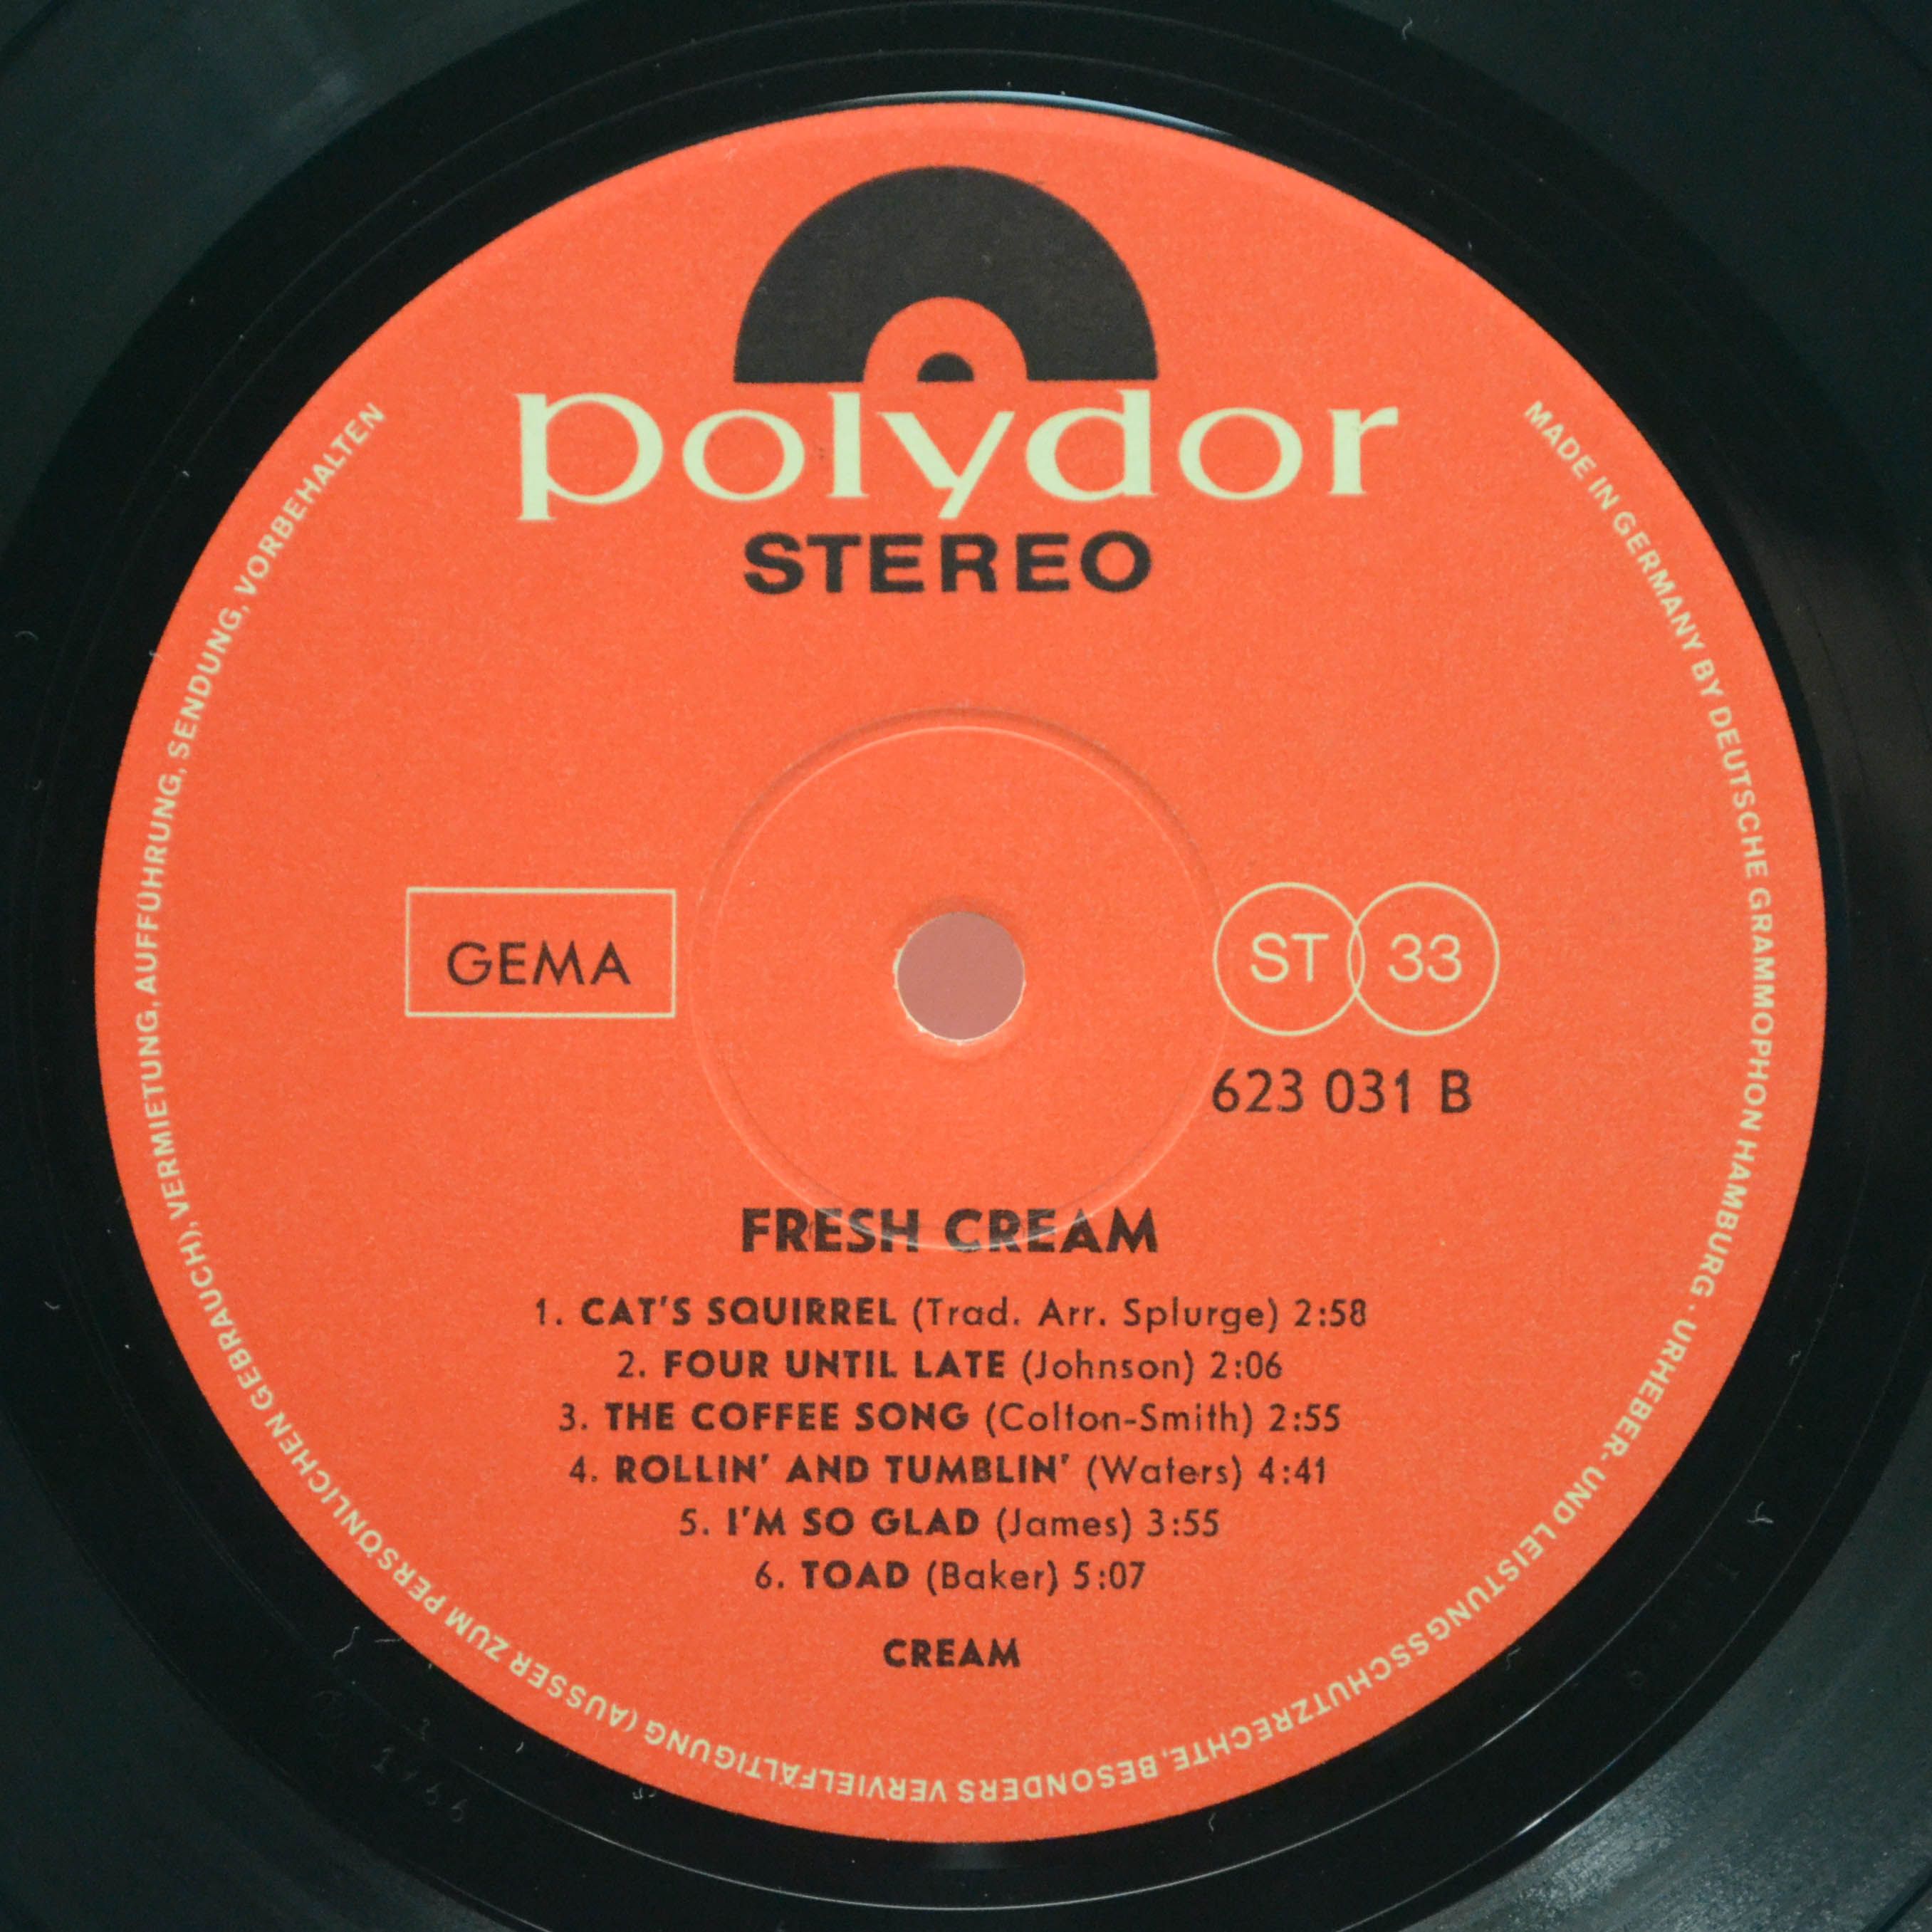 polydor
STEREO
GEMA
ST 33
623 031 B
FRESH CREAM
1. CAT'S SQUIRREL (Trad. Arr. Splurge) 2:58
2. FOUR UNTIL LATE (Johnson) 2:06
3. THE COFFEE SONG (Colton-Smith) 2:55
4. ROLLIN' AND TUMBLIN' (Waters) 4:41
5. I'M SO GLAD (James) 3:55
6. TOAD (Baker) 5:07
CREAM
MADE IN GERMANY BY DEUTSCHE GRAMMOPHON HAMBURG · URHEBER- UND LEISTUNGSSCHUTZRECHTE, BESONDERS VERVIELFÄLTIGUNG (AUSSER ZUM PERSÖNLICHEN GEBRAUCH), VERMIETUNG, AUFFÜHRUNG, SENDUNG, VORBEHALTEN